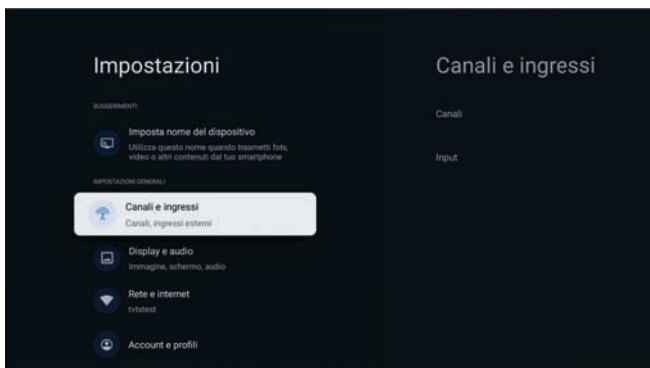 Impostazioni
SUGGERIMENTI
Imposta nome del dispositivo
Utilizza questo nome quando trasmetti foto,
video o altri contenuti dal tuo smartphone
IMPOSTAZIONI GENERALI
Canali e ingressi
Canali, ingressi esterni
Display e audio
Immagine, schermo, audio
Rete e internet
tvtstest
Account e profili
Canali e ingressi
Canali
Input